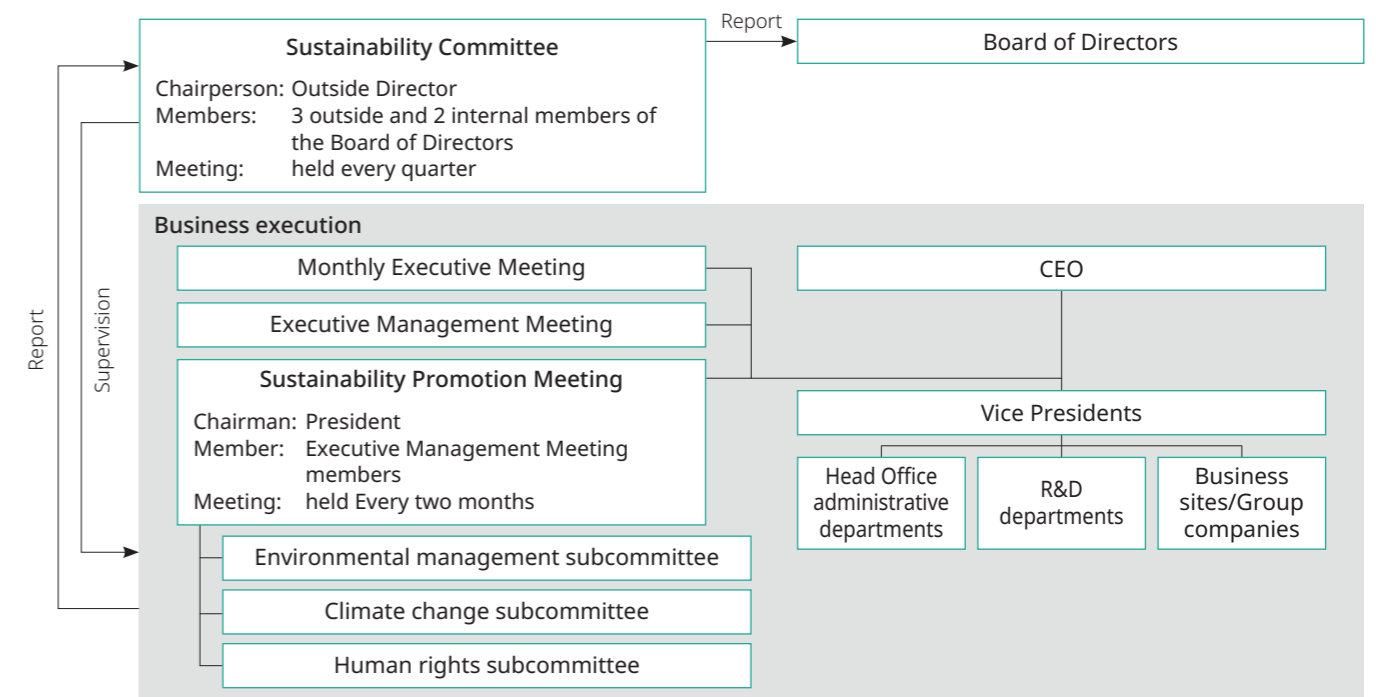 Report
Sustainability Committee
Chairperson: Outside Director
Members: 3 outside and 2 internal members of
the Board of Directors
Meeting: held every quarter
Board of Directors
Report
Supervision
Business execution
Monthly Executive Meeting
Executive Management Meeting
Sustainability Promotion Meeting
Chairman: President
Member: Executive Management Meeting
members
Meeting: held Every two months
Environmental management subcommittee
Climate change subcommittee
Human rights subcommittee
CEO
Vice Presidents
Head Office
administrative
departments
R&D
departments
Business
sites/Group
companies